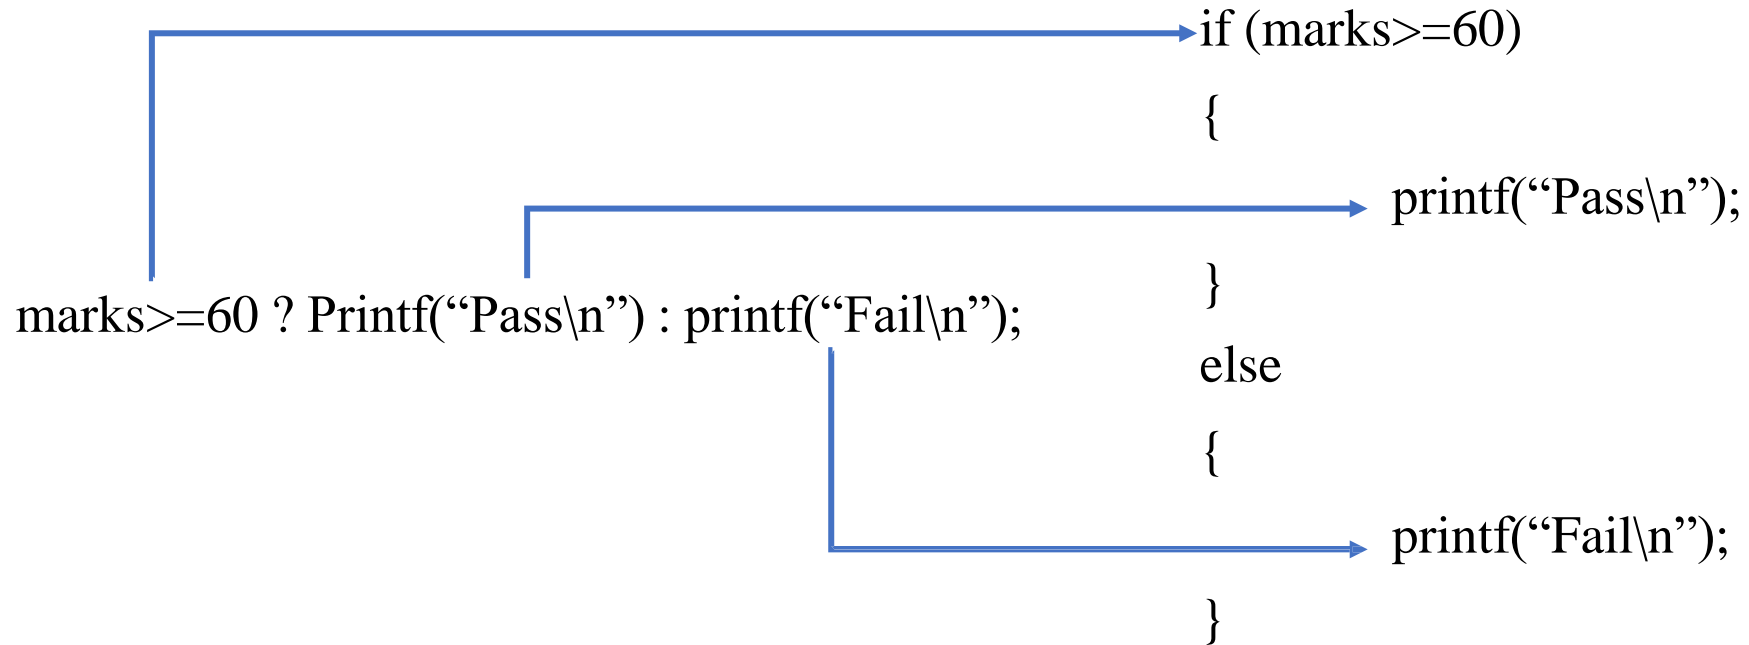 if (marks>=60)
{
printf(“Pass\n”);
}
marks>=60 ? Printf(“Pass\n”) : printf(“Fail\n”);
else
{
printf(“Fail\n”);
}